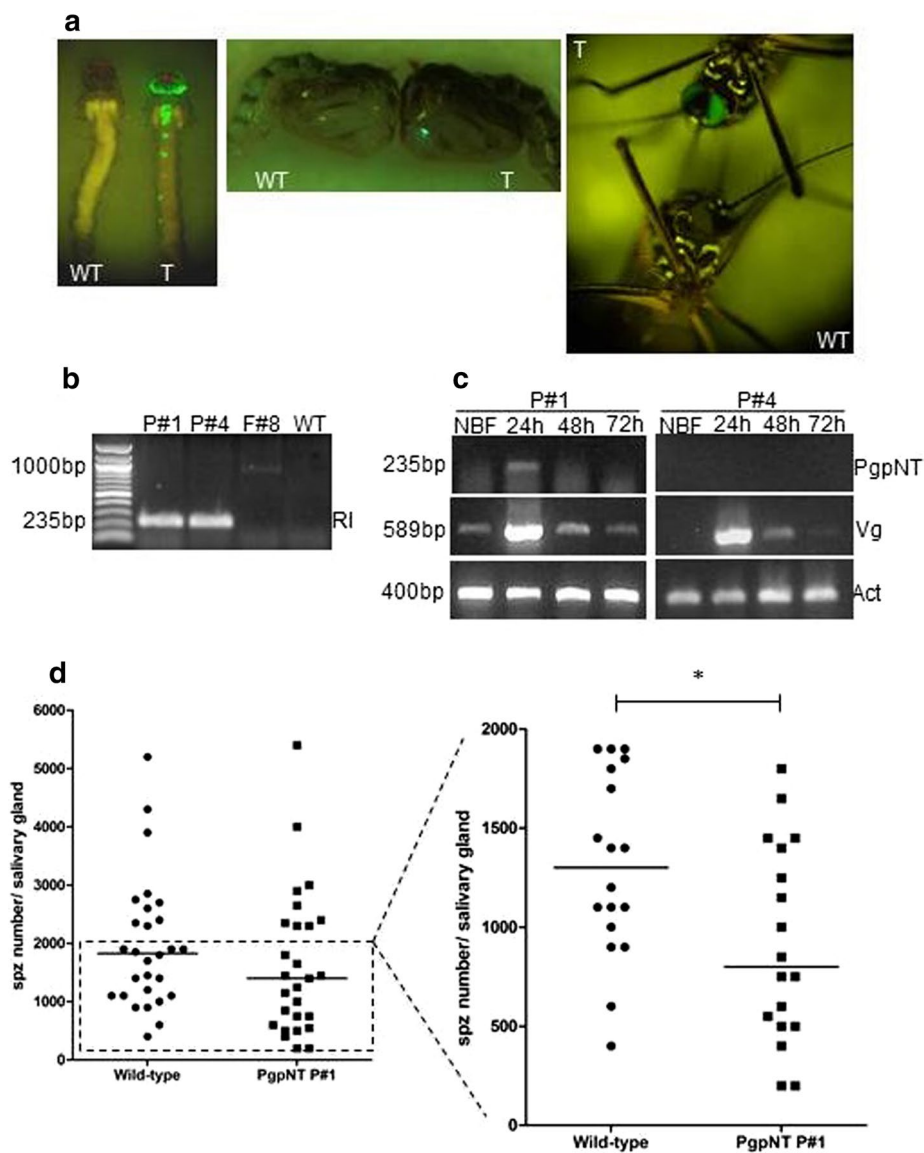 a
WT T
WT T
T
WT
b
P#1 P#4 F#8 WT
1000bp
235bp RI
c
P#1 P#4
NBF 24h 48h 72h NBF 24h 48h 72h
235bp PgpNT
589bp Vg
400bp Act
d
spz number/ salivary gland
6000
5000
4000
3000
2000
1000
0
Wild-type PgpNT P#1
*
spz number/ salivary gland
2000
1500
1000
500
0
Wild-type PgpNT P#1